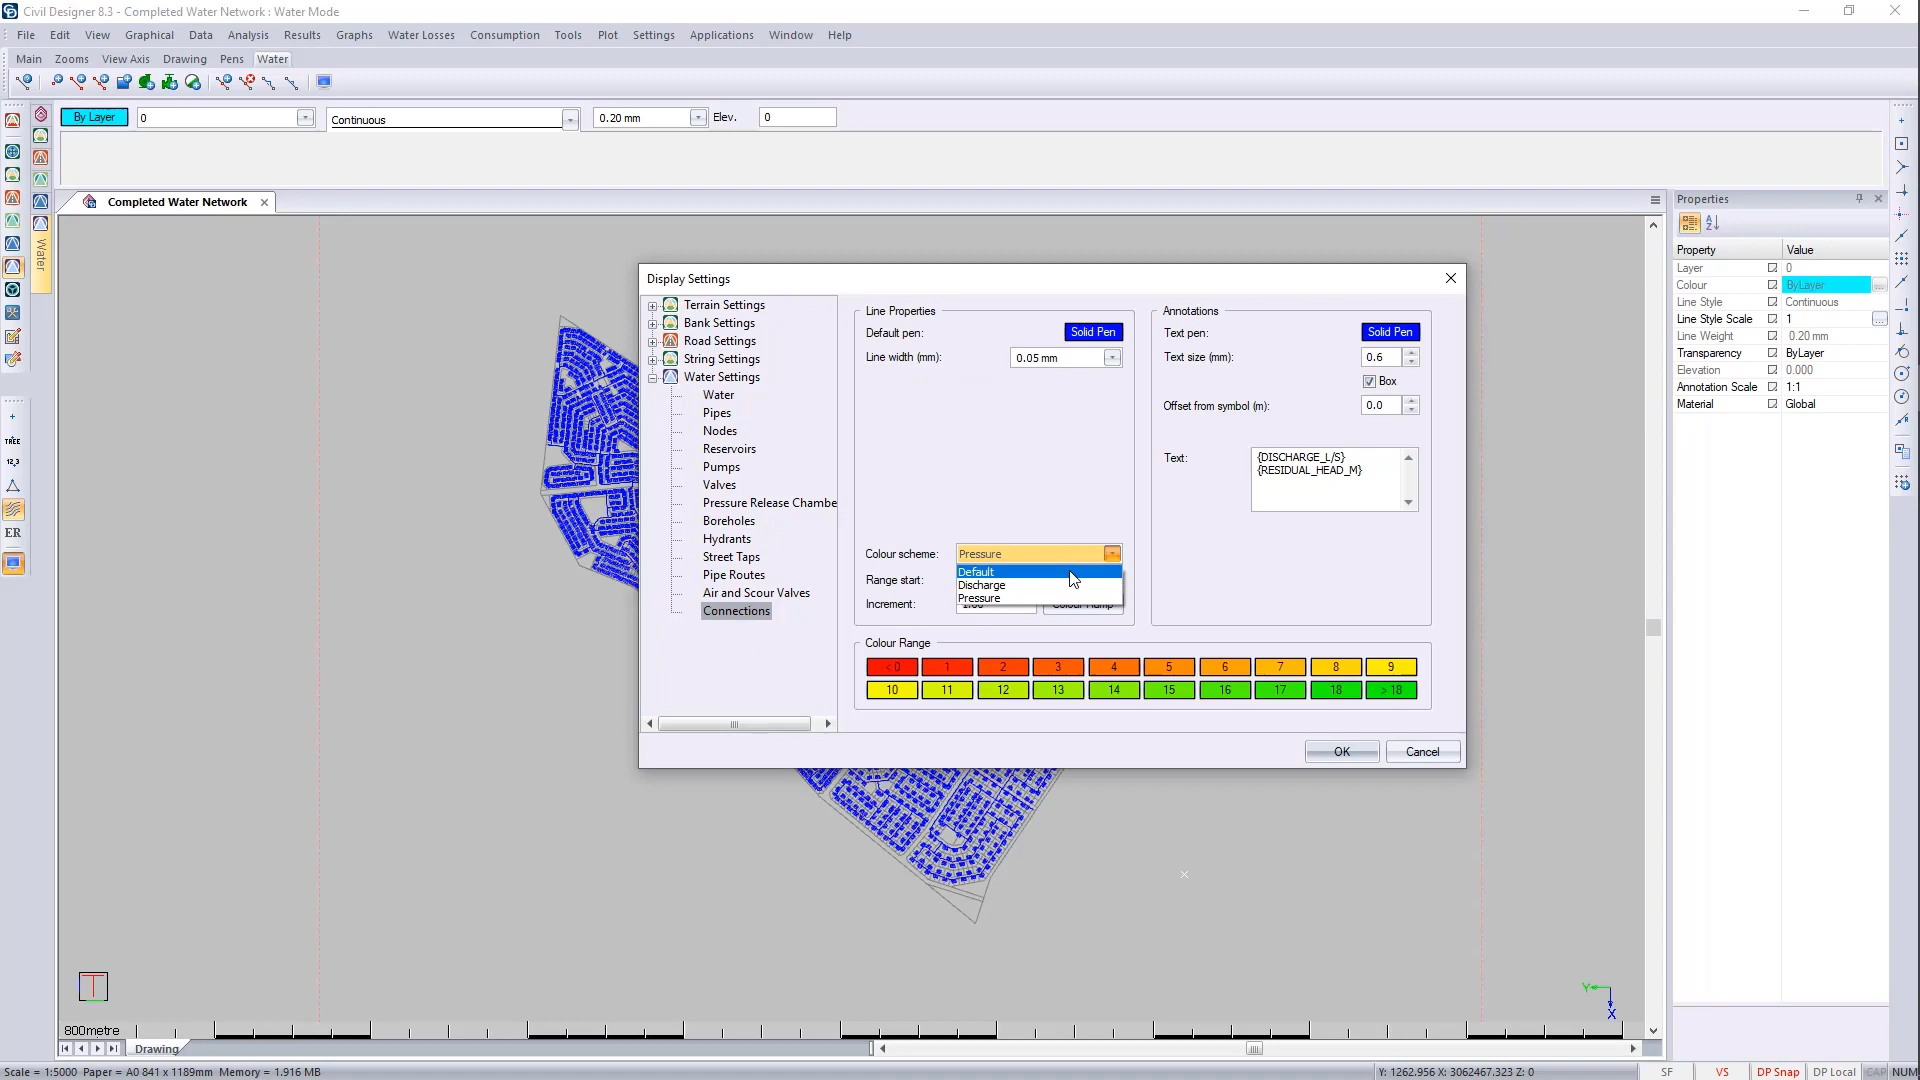 Civil Designer 8.3 - Completed Water Network : Water Mode
File Edit View Graphical Data Analysis Results Graphs Water Losses Consumption Tools Plot Settings Applications Window Help
Main Zooms View Axis Drawing Pens Water
By Layer 0 Continuous 0.20 mm Elev. 0
Completed Water Network
Water
TREE
12.3
ER
Display Settings
Terrain Settings
Bank Settings
Road Settings
String Settings
Water Settings
Water
Pipes
Nodes
Reservoirs
Pumps
Valves
Pressure Release Chambe
Boreholes
Hydrants
Street Taps
Pipe Routes
Air and Scour Valves
Connections
Line Properties
Default pen: Solid Pen
Line width (mm): 0.05 mm
Colour scheme: Pressure
Default
Discharge
Pressure
Range start:
Increment: 1.00 Colour Ramp
Annotations
Text pen: Solid Pen
Text size (mm): 0.6
Box
Offset from symbol (m): 0.0
Text: {DISCHARGE_L/S}
{RESIDUAL_HEAD_M}
Colour Range
< 0 1 2 3 4 5 6 7 8 9
10 11 12 13 14 15 16 17 18 > 18
OK Cancel
Properties
Property Value
Layer 0
Colour ByLayer
Line Style Continuous
Line Style Scale 1
Line Weight 0.20 mm
Transparency ByLayer
Elevation 0.000
Annotation Scale 1:1
Material Global
Y
X
800metre
Drawing
Scale = 1:5000 Paper = A0 841 x 1189mm Memory = 1.916 MB
Y: 1262.956 X: 3062467.323 Z: 0
SF VS DP Snap DP Local CAP NUM